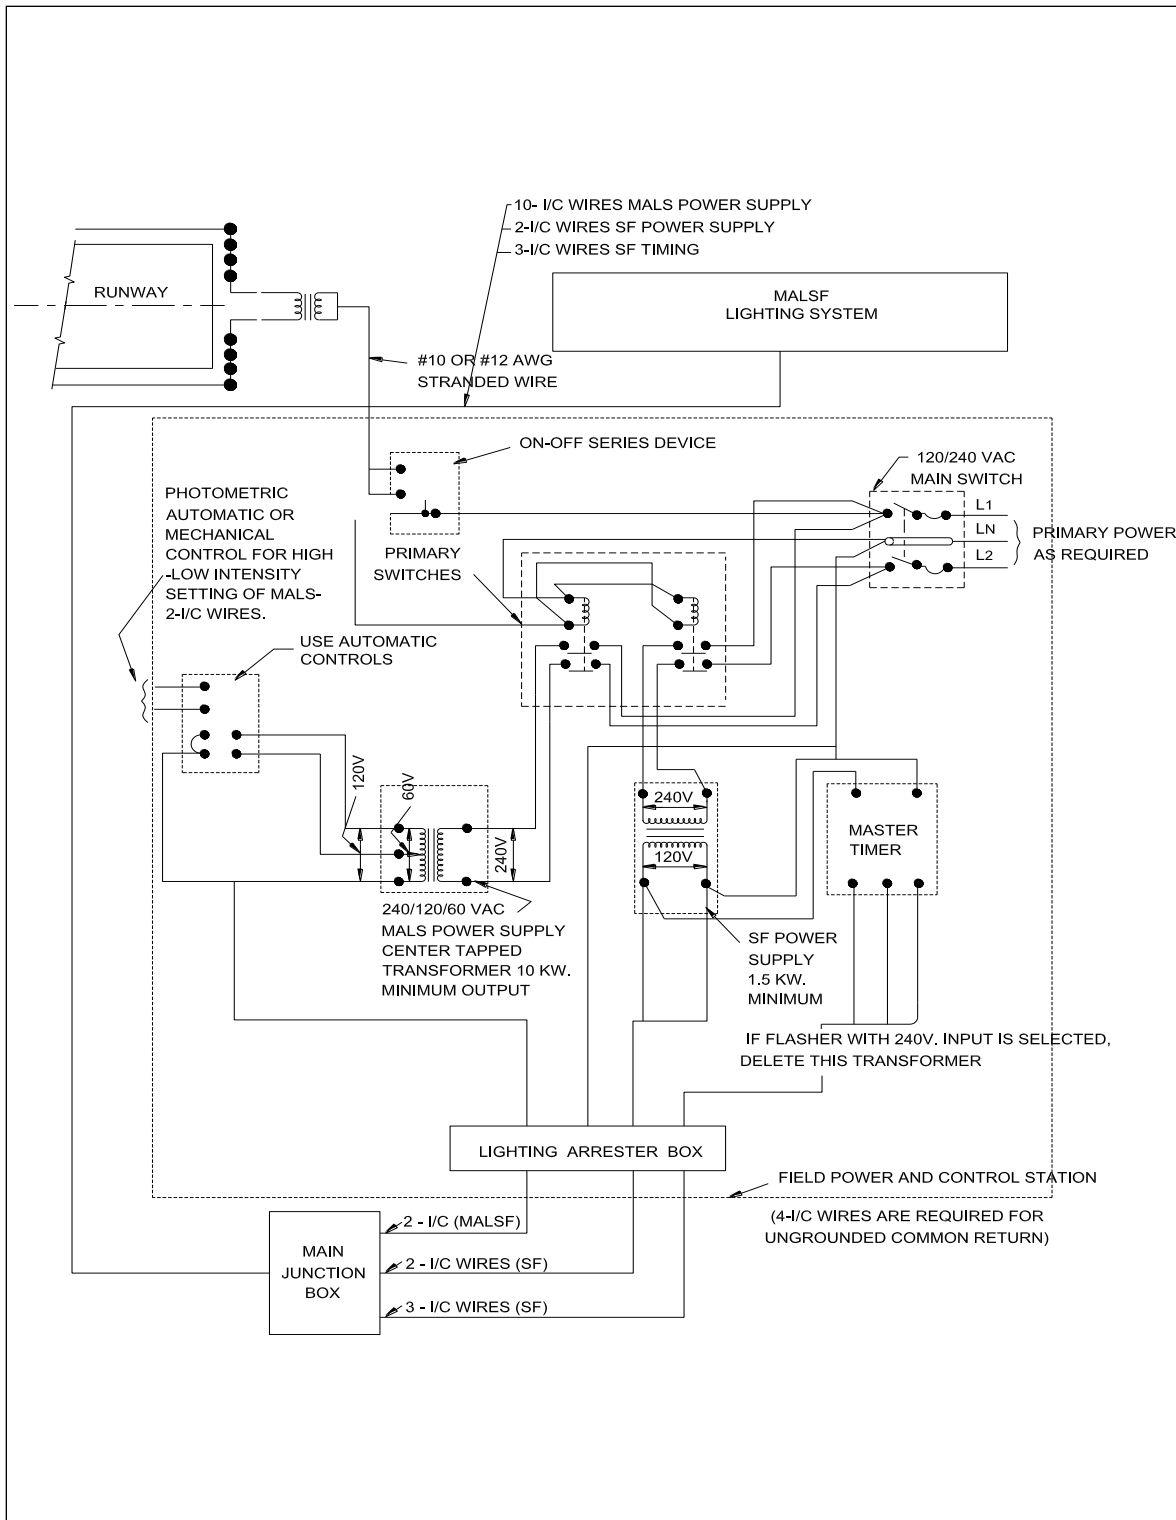 10- I/C WIRES MALS POWER SUPPLY
2-I/C WIRES SF POWER SUPPLY
3-I/C WIRES SF TIMING
RUNWAY
MALSF
LIGHTING SYSTEM
#10 OR #12 AWG
STRANDED WIRE
ON-OFF SERIES DEVICE
120/240 VAC
MAIN SWITCH
L1
LN
L2
PRIMARY POWER
AS REQUIRED
PHOTOMETRIC
AUTOMATIC OR
MECHANICAL
CONTROL FOR HIGH
-LOW INTENSITY
SETTING OF MALS-
2-I/C WIRES.
PRIMARY
SWITCHES
USE AUTOMATIC
CONTROLS
120V
60V
240V
240V
120V
MASTER
TIMER
240/120/60 VAC
MALS POWER SUPPLY
CENTER TAPPED
TRANSFORMER 10 KW.
MINIMUM OUTPUT
SF POWER
SUPPLY
1.5 KW.
MINIMUM
IF FLASHER WITH 240V. INPUT IS SELECTED,
DELETE THIS TRANSFORMER
LIGHTING ARRESTER BOX
FIELD POWER AND CONTROL STATION
(4-I/C WIRES ARE REQUIRED FOR
UNGROUNDED COMMON RETURN)
MAIN
JUNCTION
BOX
2 - I/C (MALSF)
2 - I/C WIRES (SF)
3 - I/C WIRES (SF)